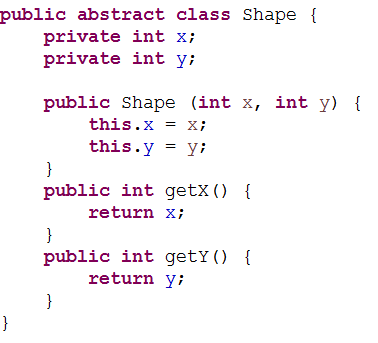 public abstract class Shape {
    private int x;
    private int y;

    public Shape (int x, int y) {
        this.x = x;
        this.y = y;
    }
    public int getX() {
        return x;
    }
    public int getY() {
        return y;
    }
}